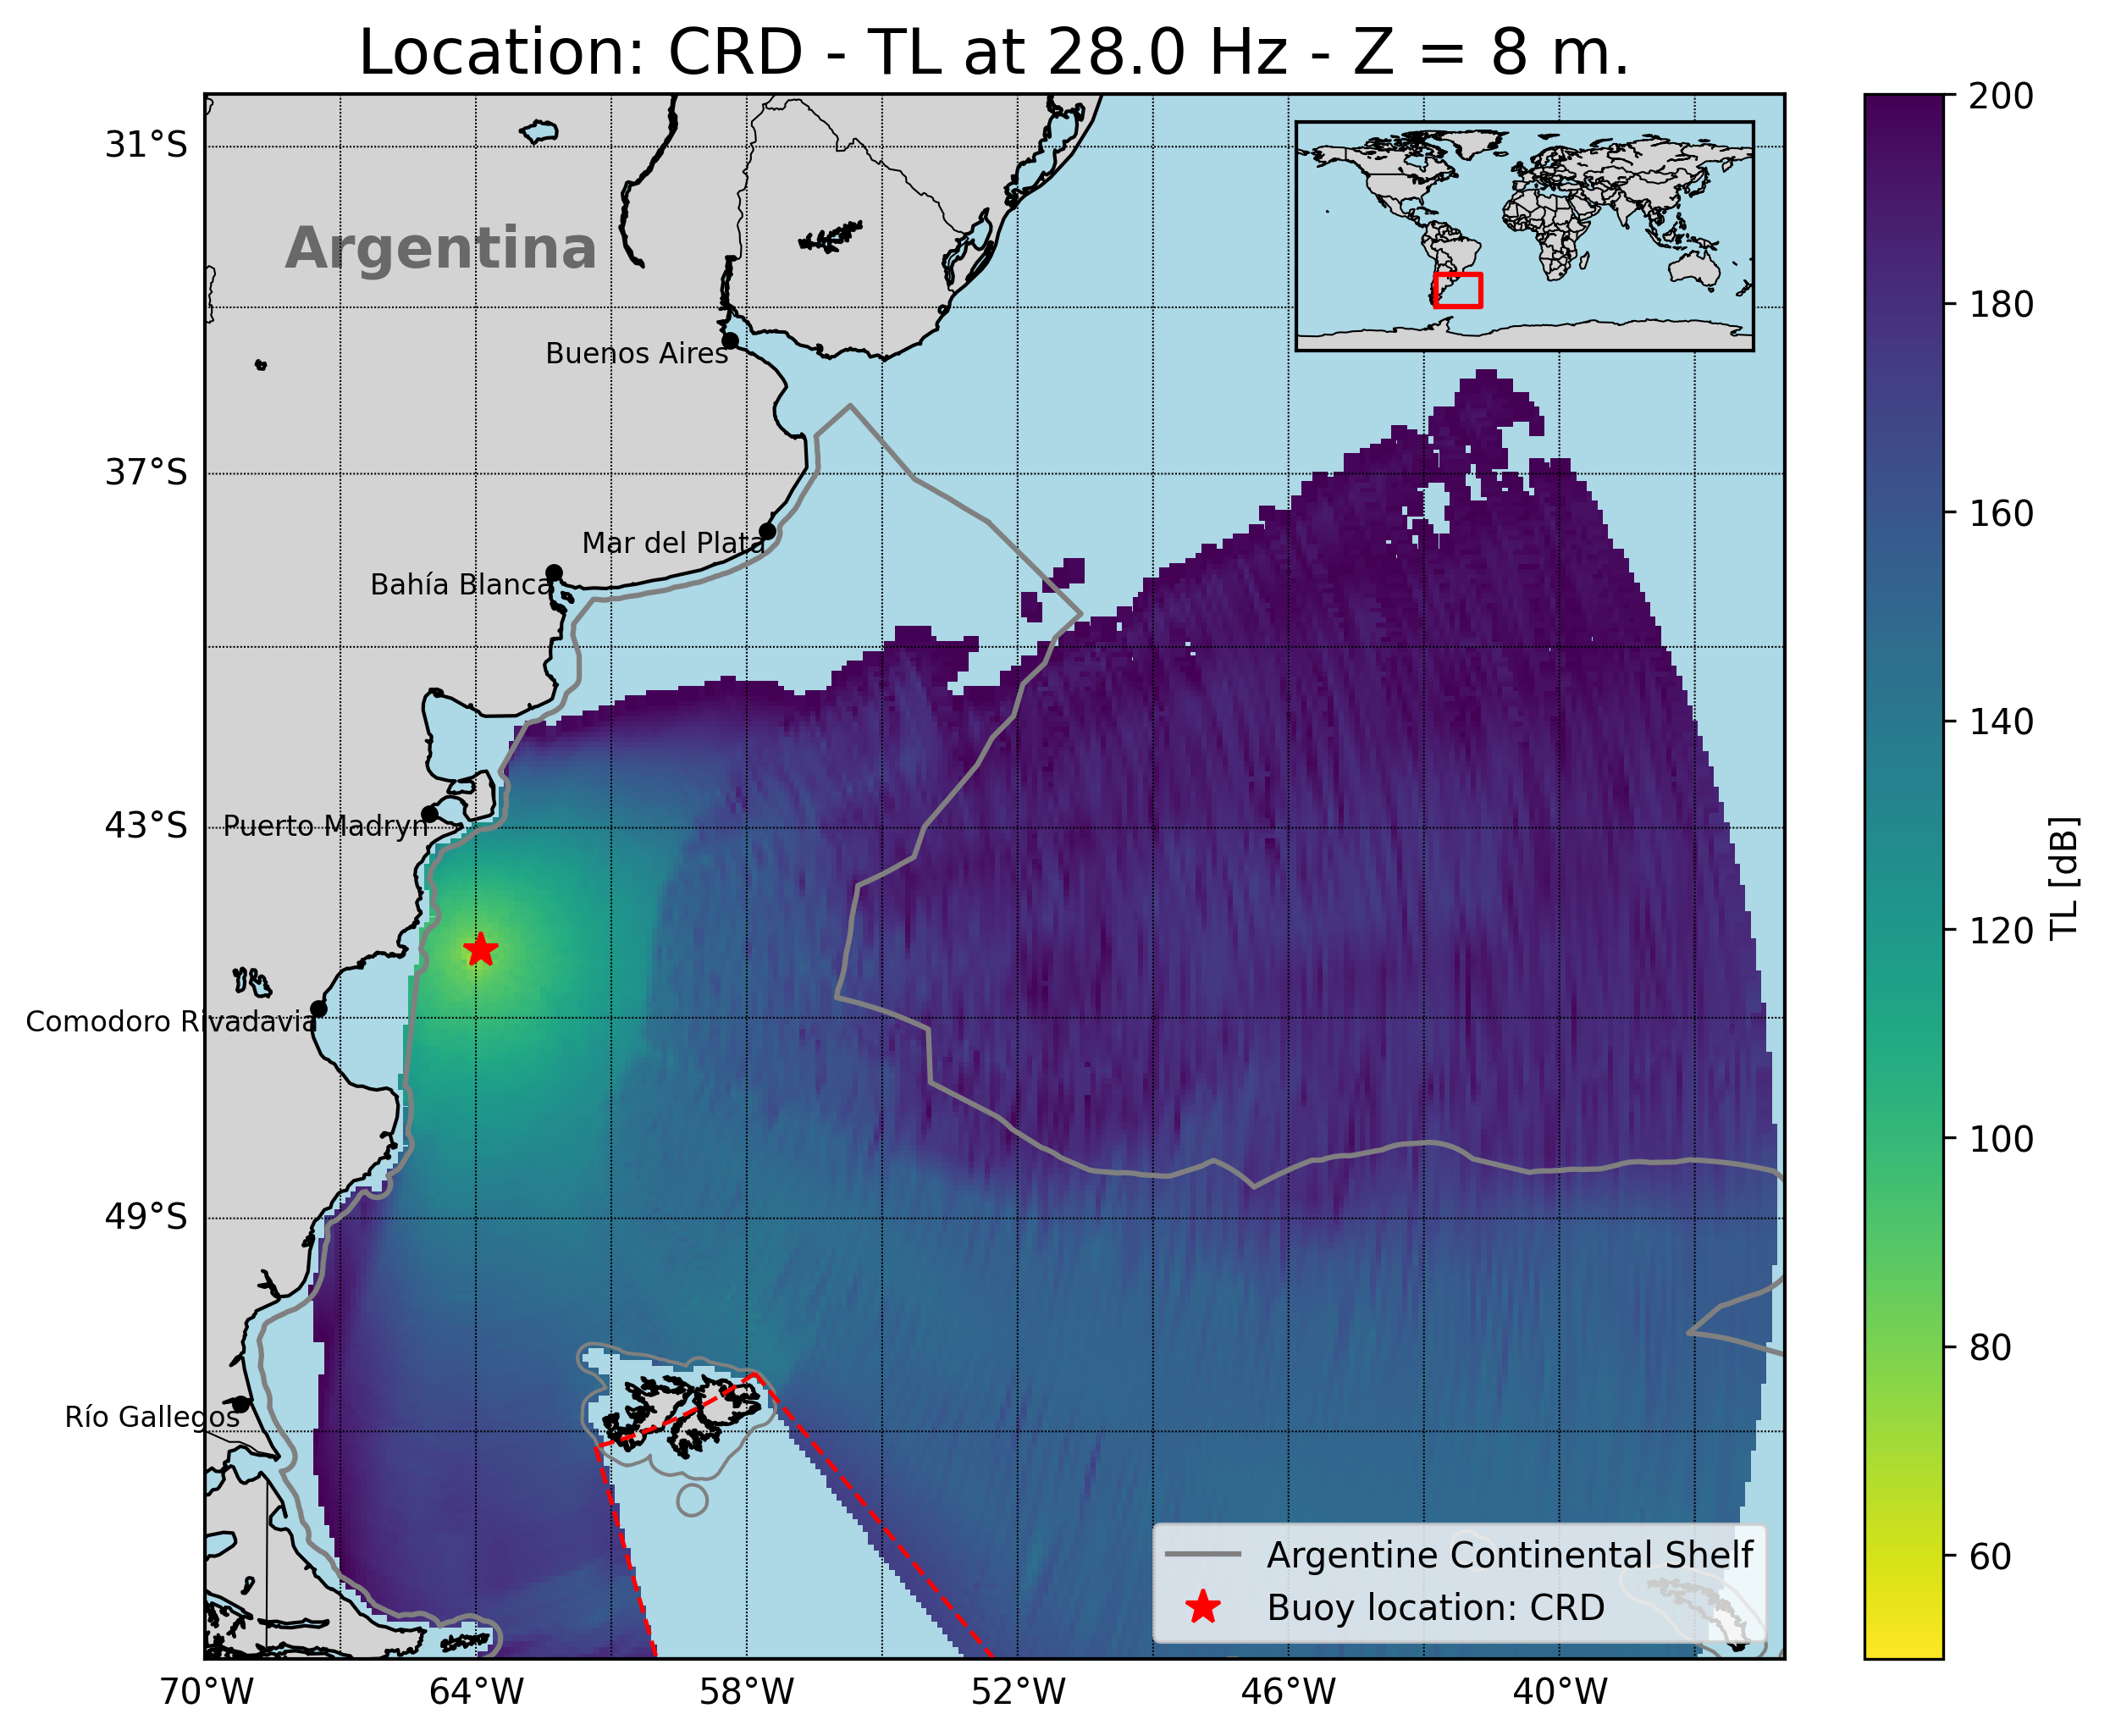 Location: CRD - TL at 28.0 Hz - Z = 8 m.
31°S
37°S
43°S
49°S
Argentina
Buenos Aires
Mar del Plata
Bahía Blanca
Puerto Madryn
Comodoro Rivadavia
Río Gallegos
Argentine Continental Shelf
Buoy location: CRD
70°W
64°W
58°W
52°W
46°W
40°W
200
180
160
140
120
100
80
60
TL [dB]